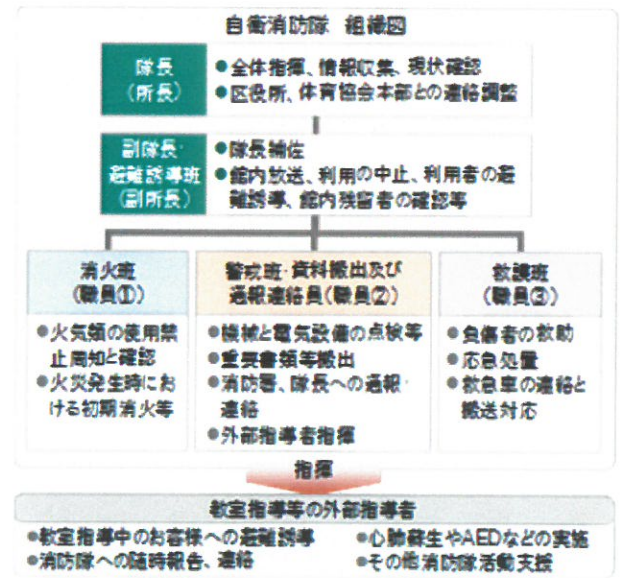 自衛消防隊 組織図
隊長
(所長)
●全体指揮、情報収集、現状確認
●区役所、体育協会本部との連絡調整
副隊長・
避難誘導班
(副所長)
●隊長補佐
●館内放送、利用の中止、利用者の避
難誘導、館内残留者の確認等
消火班
(職員①)
●火気類の使用禁
止周知と確認
●火災発生時にお
ける初期消火等
警戒班・資料搬出及び
通報連絡員(職員②)
●機械と電気設備の点検等
●重要書類等搬出
●消防署、隊長への通報・
連絡
●外部指導者指揮
救護班
(職員③)
●負傷者の救助
●応急処置
●救急車の連絡と
搬送対応
指揮
教室指導等の外部指導者
●教室指導中のお客様への避難誘導
●消防隊への随時報告、連絡
●心肺蘇生やAEDなどの実施
●その他消防隊活動支援